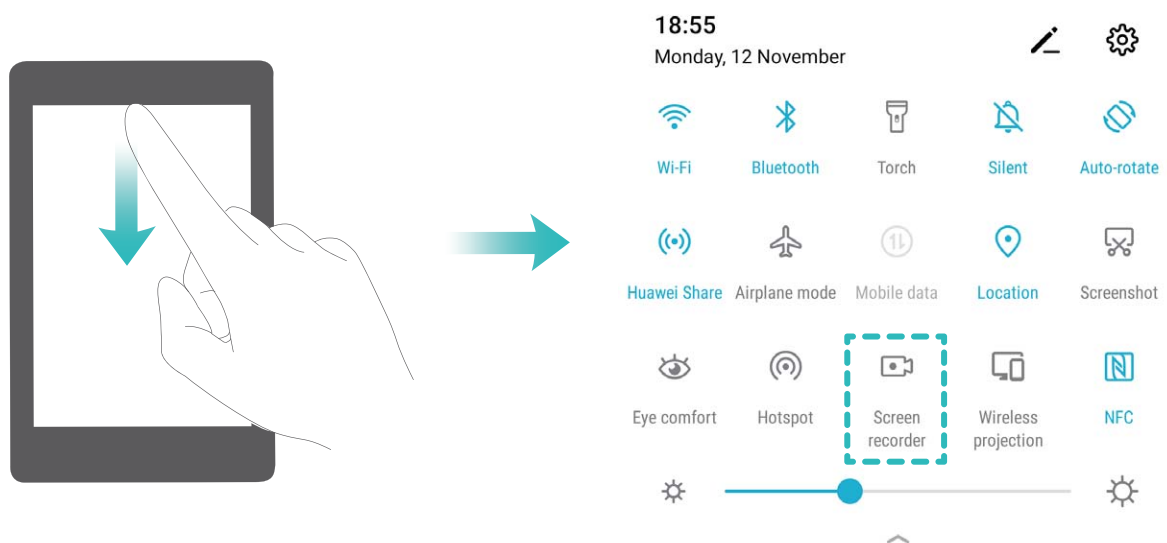 18:55
Monday, 12 November
Wi-Fi Bluetooth Torch Silent Auto-rotate
Huawei Share Airplane mode Mobile data Location Screenshot
Eye comfort Hotspot Screen recorder Wireless projection NFC